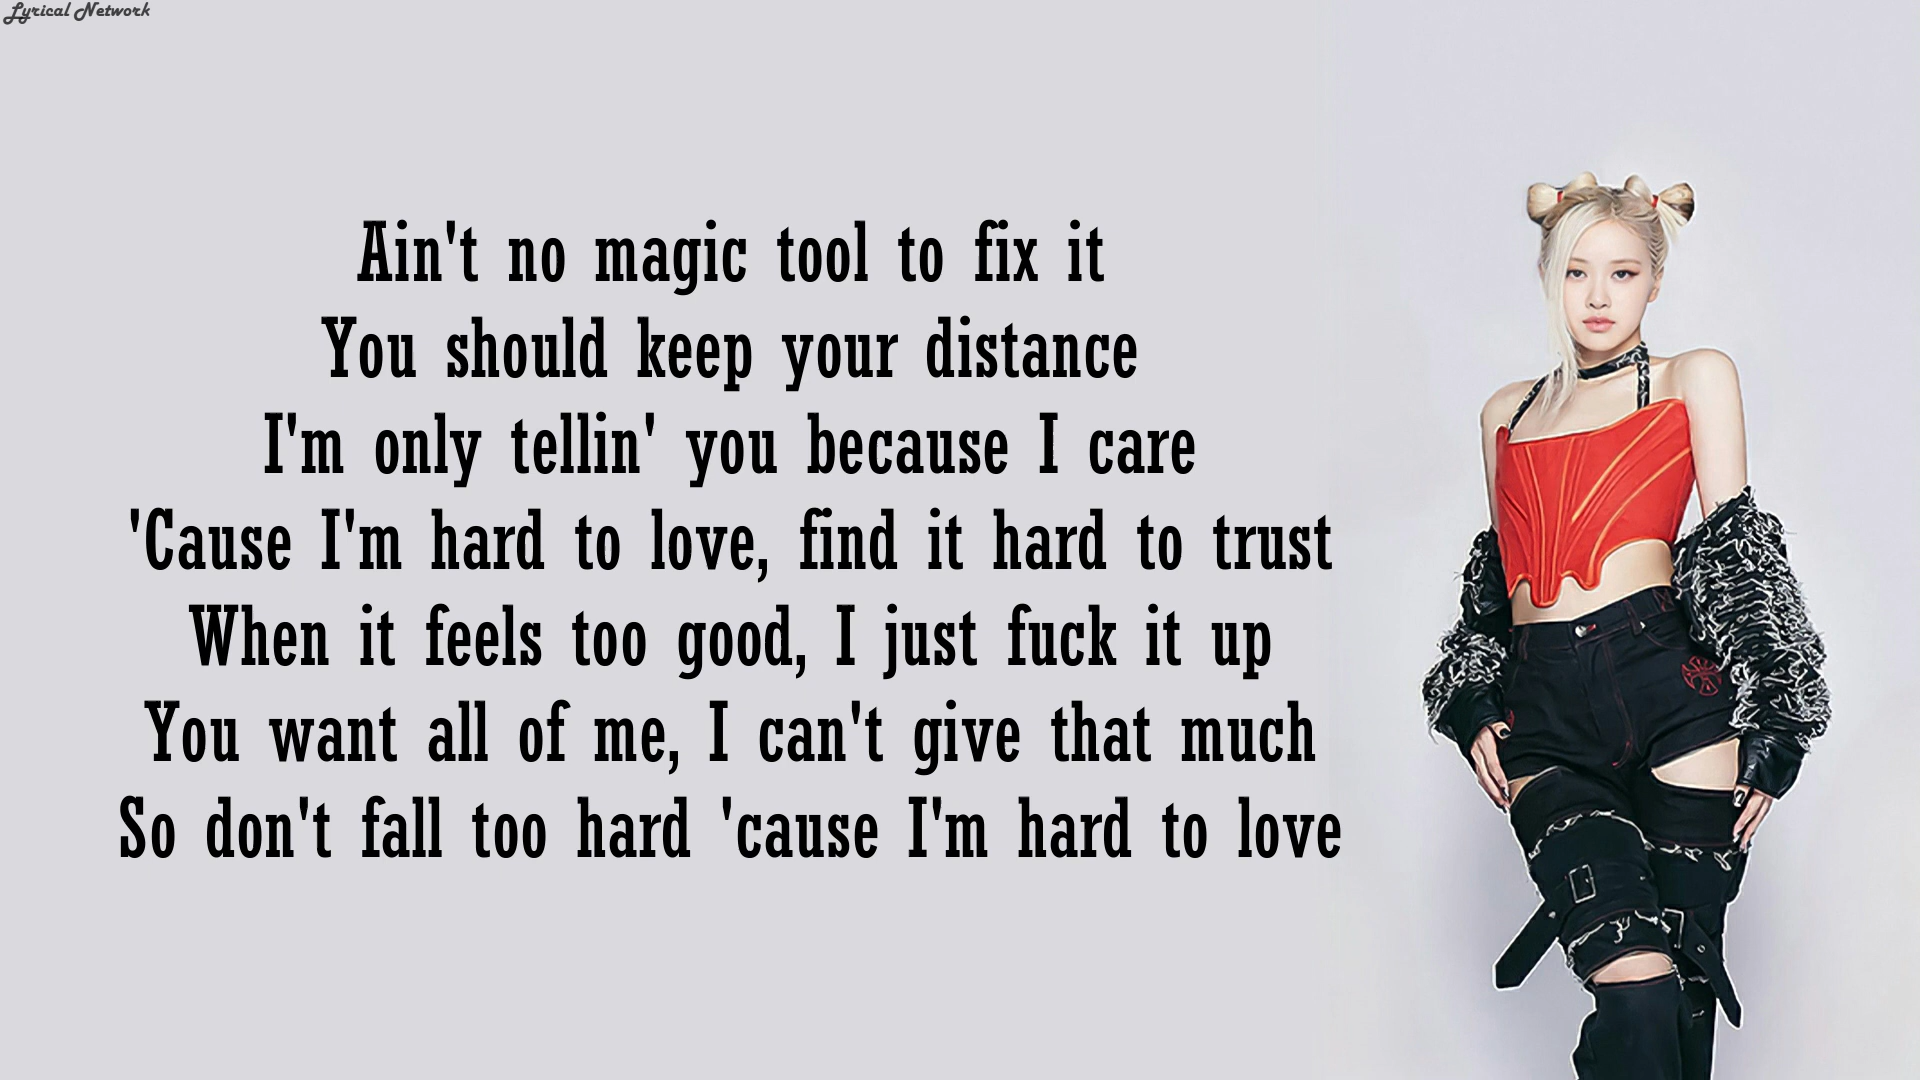 Lyrical Network
Ain't no magic tool to fix it
You should keep your distance
I'm only tellin' you because I care
'Cause I'm hard to love, find it hard to trust
When it feels too good, I just fuck it up
You want all of me, I can't give that much
So don't fall too hard 'cause I'm hard to love